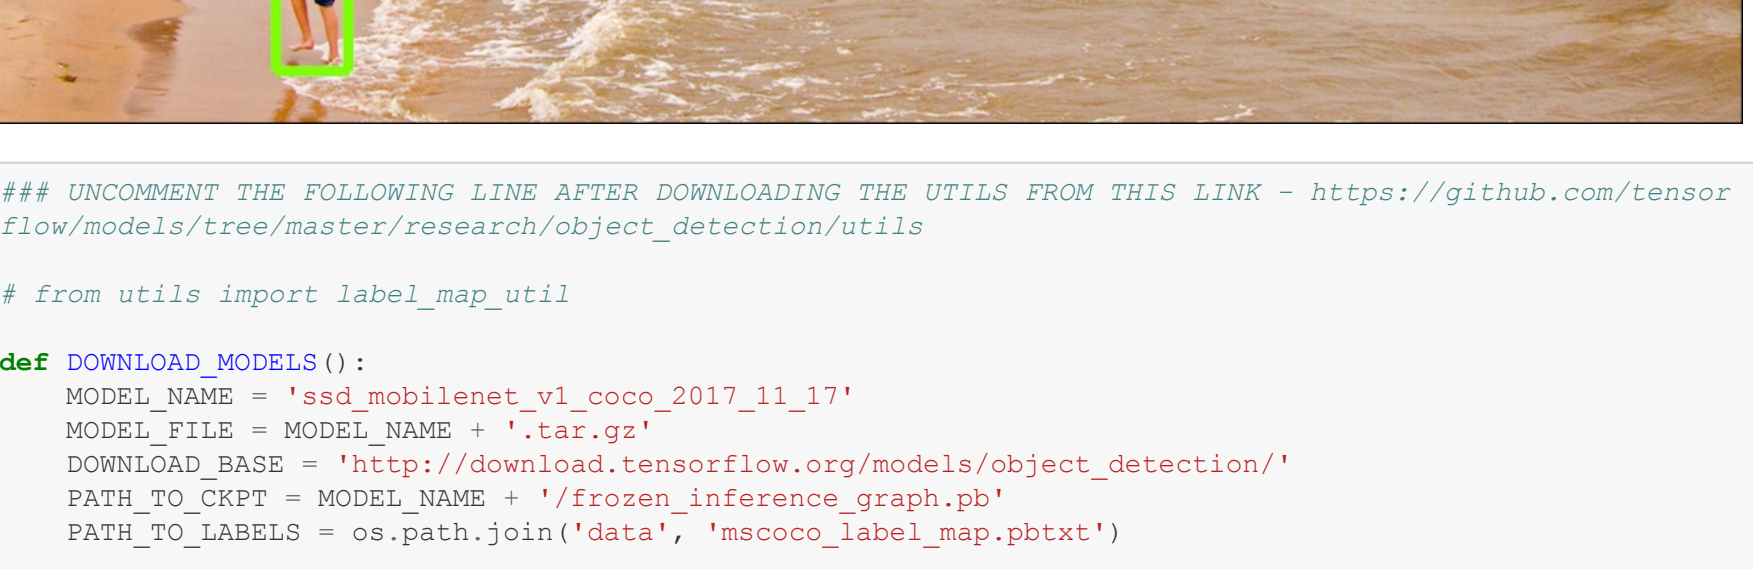 ### UNCOMMENT THE FOLLOWING LINE AFTER DOWNLOADING THE UTILS FROM THIS LINK - https://github.com/tensor
flow/models/tree/master/research/object_detection/utils
# from utils import label_map_util
def DOWNLOAD_MODELS():
    MODEL_NAME = 'ssd_mobilenet_v1_coco_2017_11_17'
    MODEL_FILE = MODEL_NAME + '.tar.gz'
    DOWNLOAD_BASE = 'http://download.tensorflow.org/models/object_detection/'
    PATH_TO_CKPT = MODEL_NAME + '/frozen_inference_graph.pb'
    PATH_TO_LABELS = os.path.join('data', 'mscoco_label_map.pbtxt')